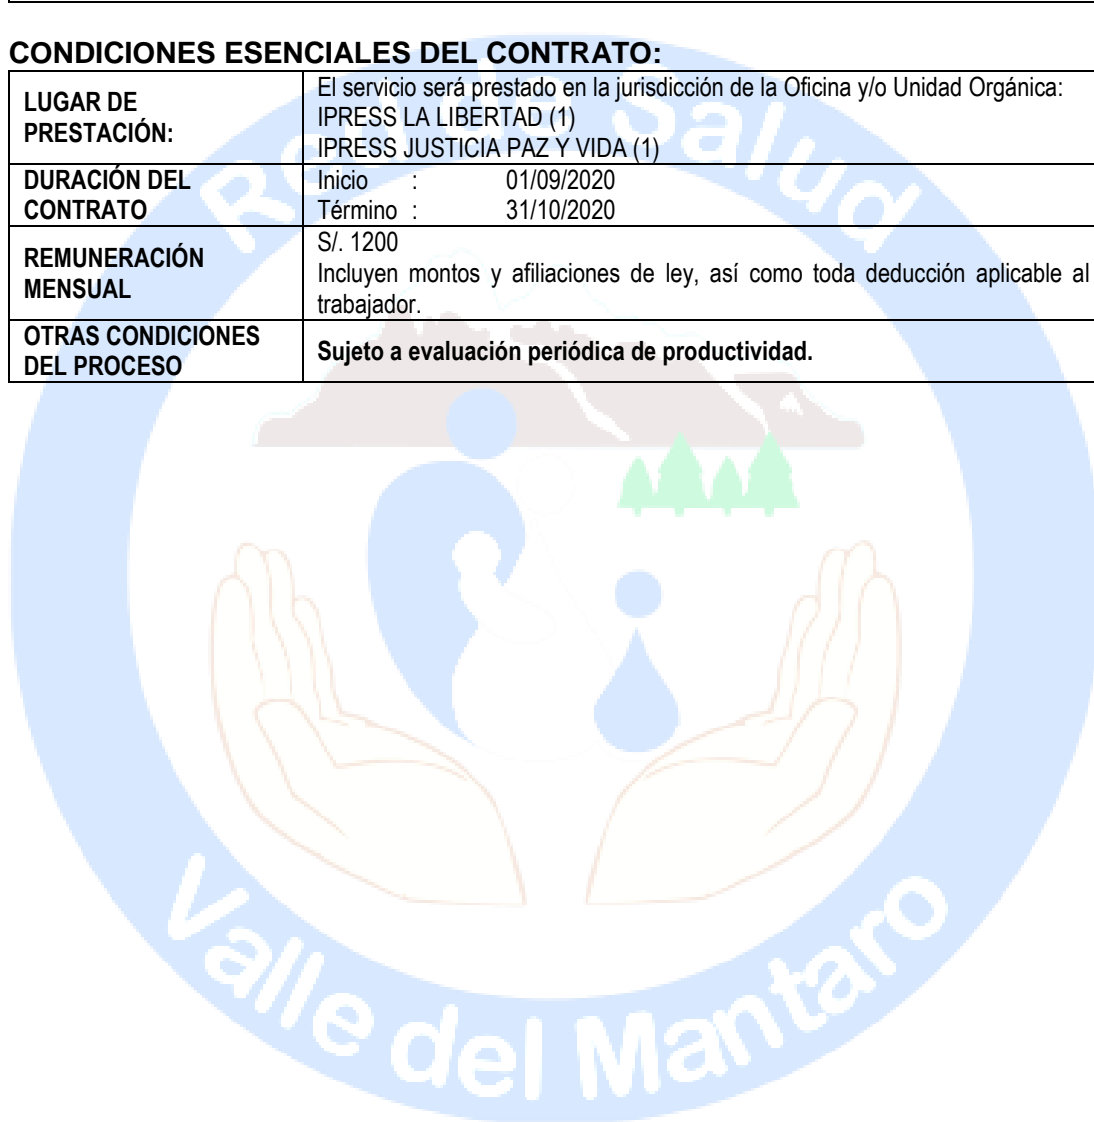 CONDICIONES ESENCIALES DEL CONTRATO:
LUGAR DE
PRESTACIÓN:
El servicio será prestado en la jurisdicción de la Oficina y/o Unidad Orgánica:
IPRESS LA LIBERTAD (1)
IPRESS JUSTICIA PAZ Y VIDA (1)
DURACIÓN DEL
CONTRATO
Inicio : 01/09/2020
Término : 31/10/2020
REMUNERACIÓN
MENSUAL
S/. 1200
Incluyen montos y afiliaciones de ley, así como toda deducción aplicable al
trabajador.
OTRAS CONDICIONES
DEL PROCESO
Sujeto a evaluación periódica de productividad.
Red de Salud
Valle del Mantaro